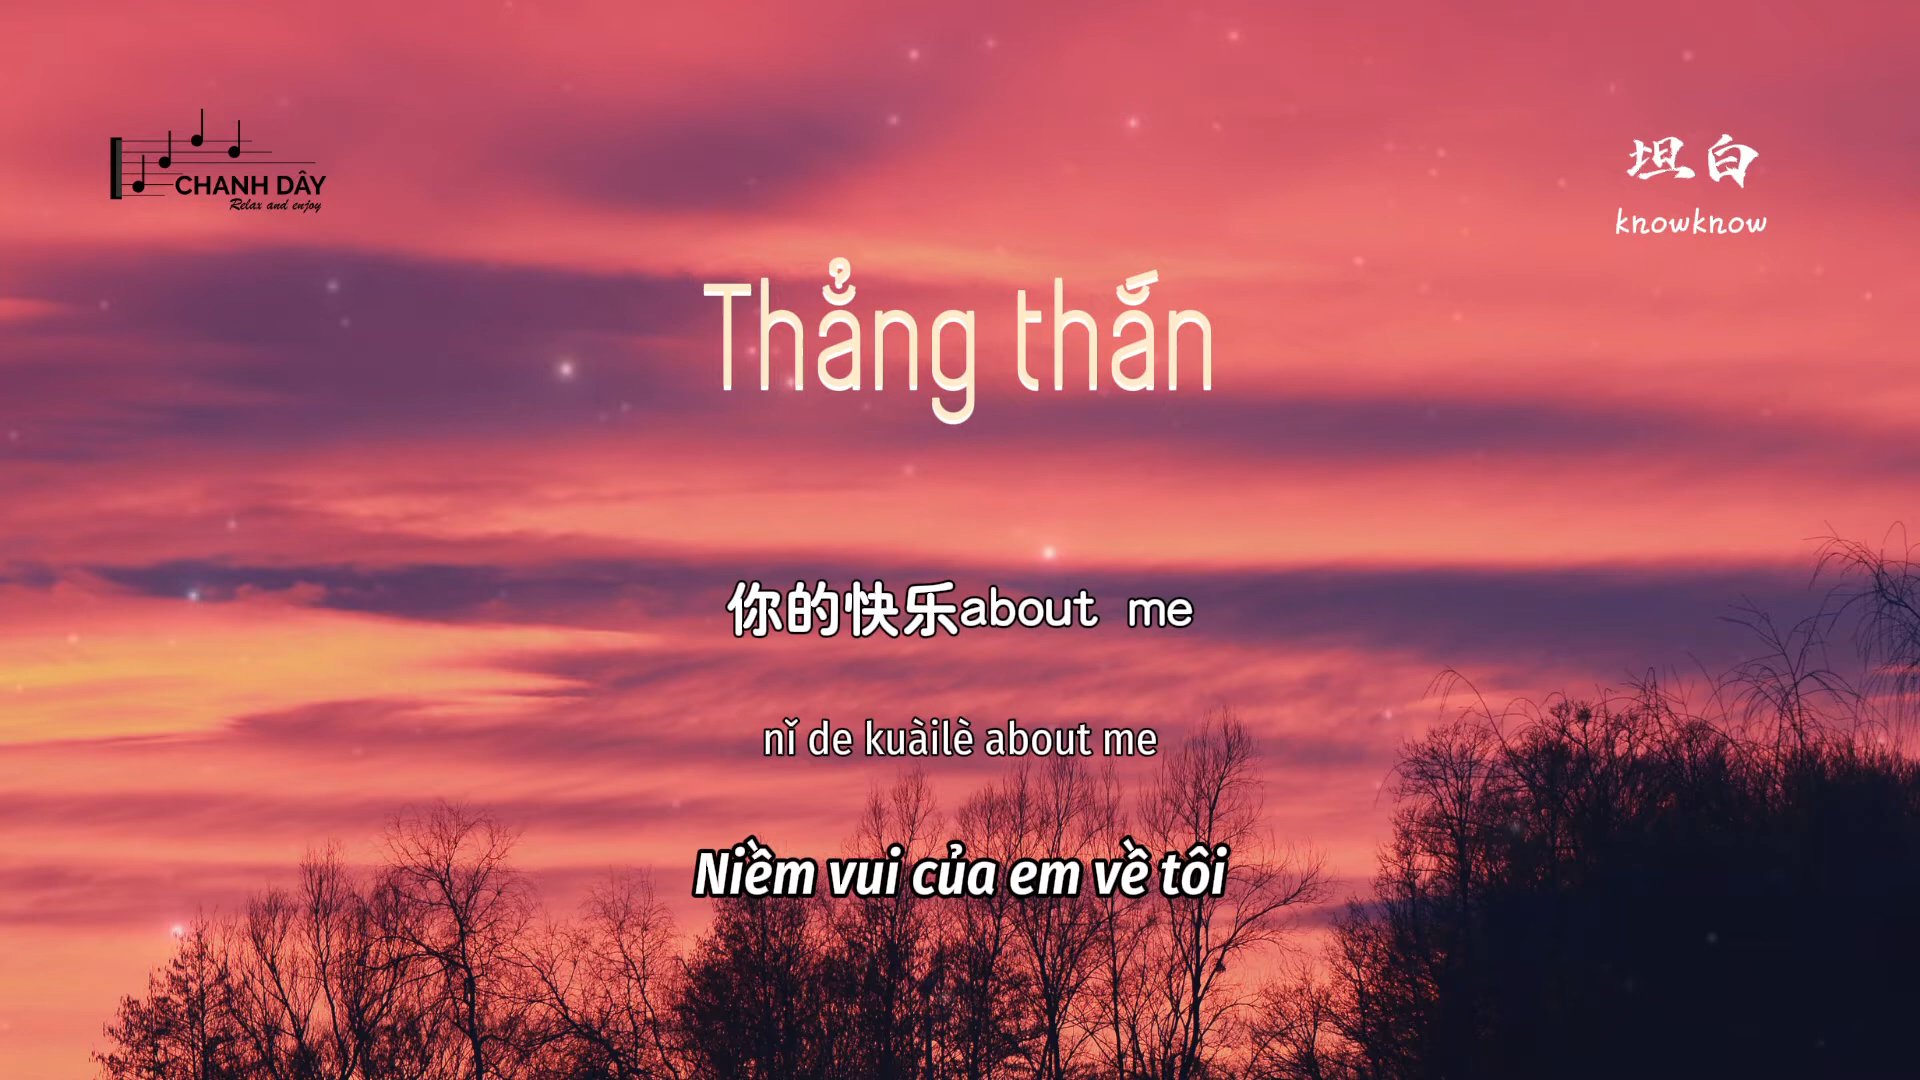 CHANH DÂY
Relax and enjoy
坦白
knowknow
Thẳng thắn
你的快乐about me
nǐ de kuàilè about me
Niềm vui của em về tôi